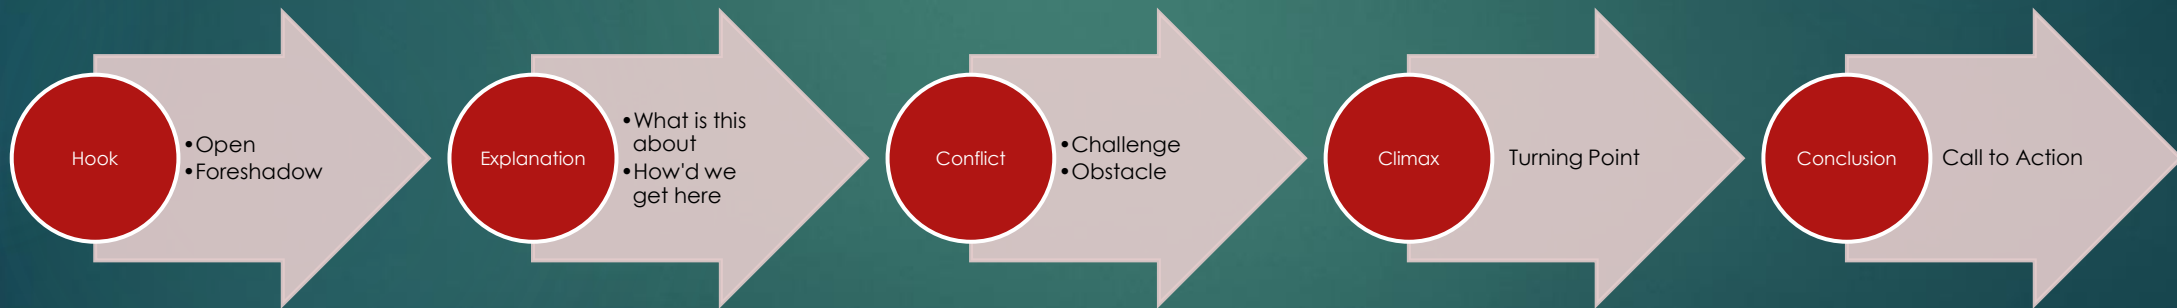 Hook
•Open
•Foreshadow
Explanation
•What is this
about
•How'd we
get here
Conflict
•Challenge
•Obstacle
Climax
Turning Point
Conclusion
Call to Action